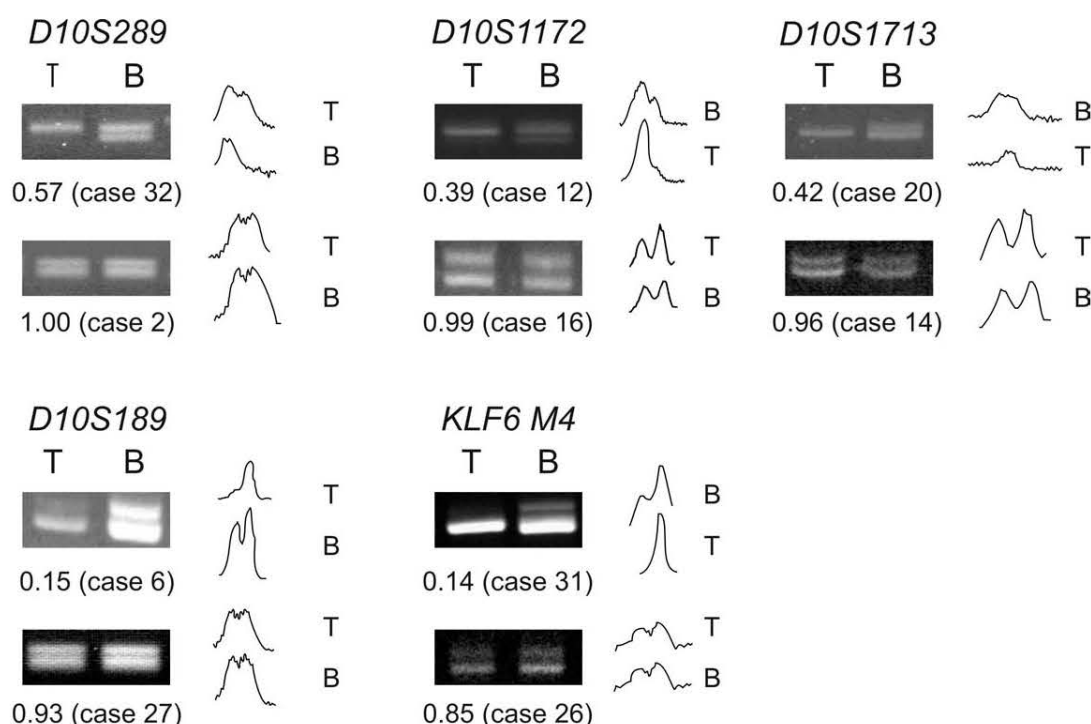 D10S289
T B
T
B
0.57 (case 32)
T
B
1.00 (case 2)
D10S1172
T B
B
T
0.39 (case 12)
T
B
0.99 (case 16)
D10S1713
T B
B
T
0.42 (case 20)
T
B
0.96 (case 14)
D10S189
T B
T
B
0.15 (case 6)
T
B
0.93 (case 27)
KLF6 M4
T B
B
T
0.14 (case 31)
T
B
0.85 (case 26)